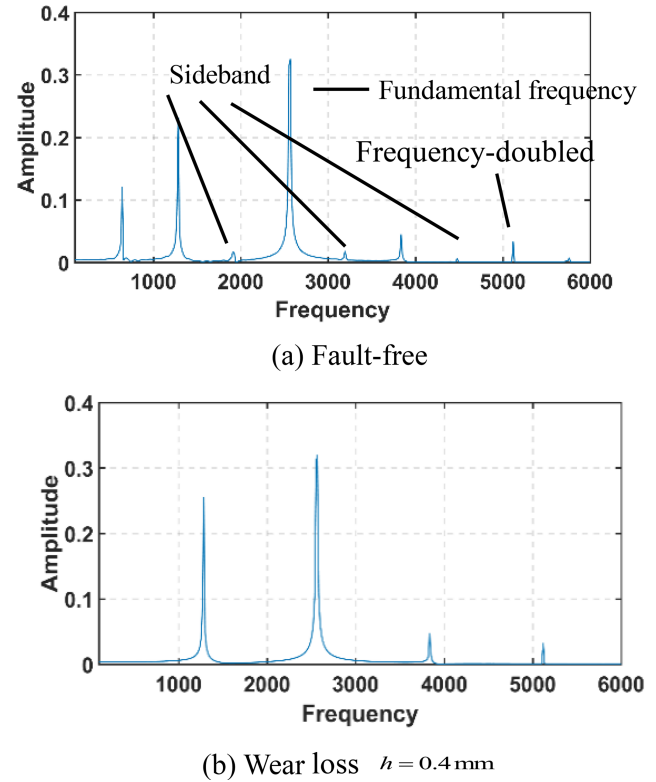 0.4
Sideband
0.3
Fundamental frequency
0.2
Frequency-doubled
0.1
0
Amplitude
1000 2000 3000 4000 5000 6000
Frequency
(a) Fault-free
0.4
0.3
0.2
0.1
0
Amplitude
1000 2000 3000 4000 5000 6000
Frequency
(b) Wear loss h = 0.4 mm